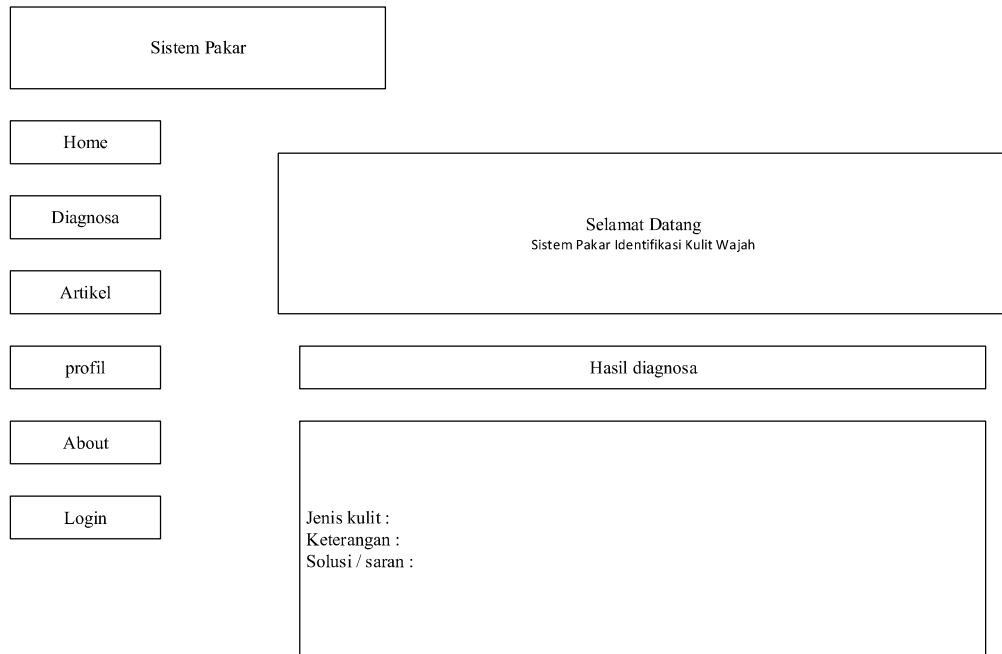 Sistem Pakar
Home
Diagnosa
Artikel
profil
About
Login
Selamat Datang
Sistem Pakar Identifikasi Kulit Wajah
Hasil diagnosa
Jenis kulit :
Keterangan :
Solusi / saran :